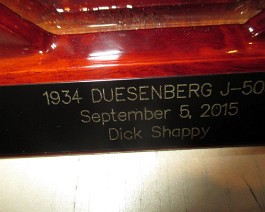 1934 DUESENBERG J-50
September 5, 2015
Dick Shappy